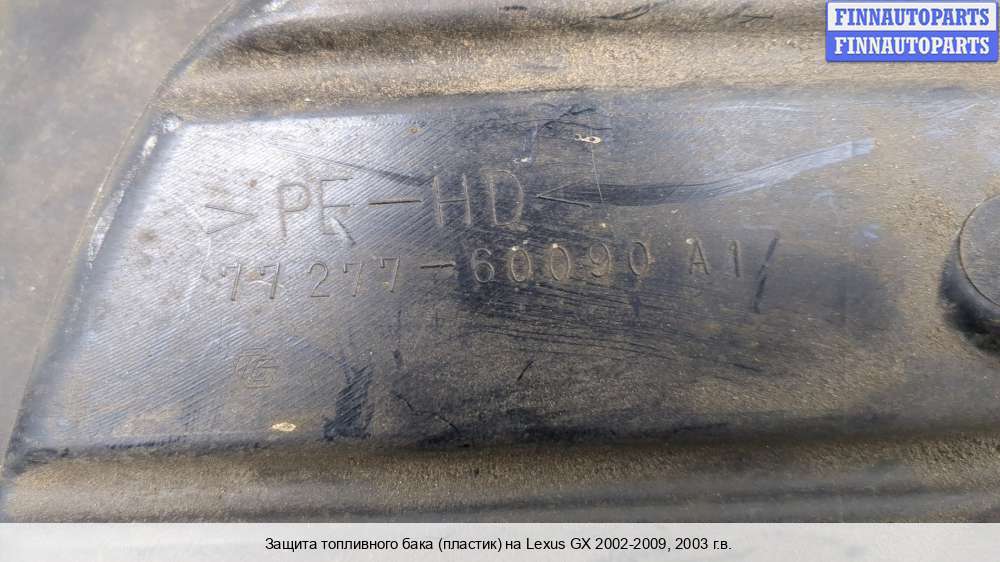 FINNAUTOPARTS
FINNAUTOPARTS
>PE-HD<
77277-60090 A1
Защита топливного бака (пластик) на Lexus GX 2002-2009, 2003 г.в.